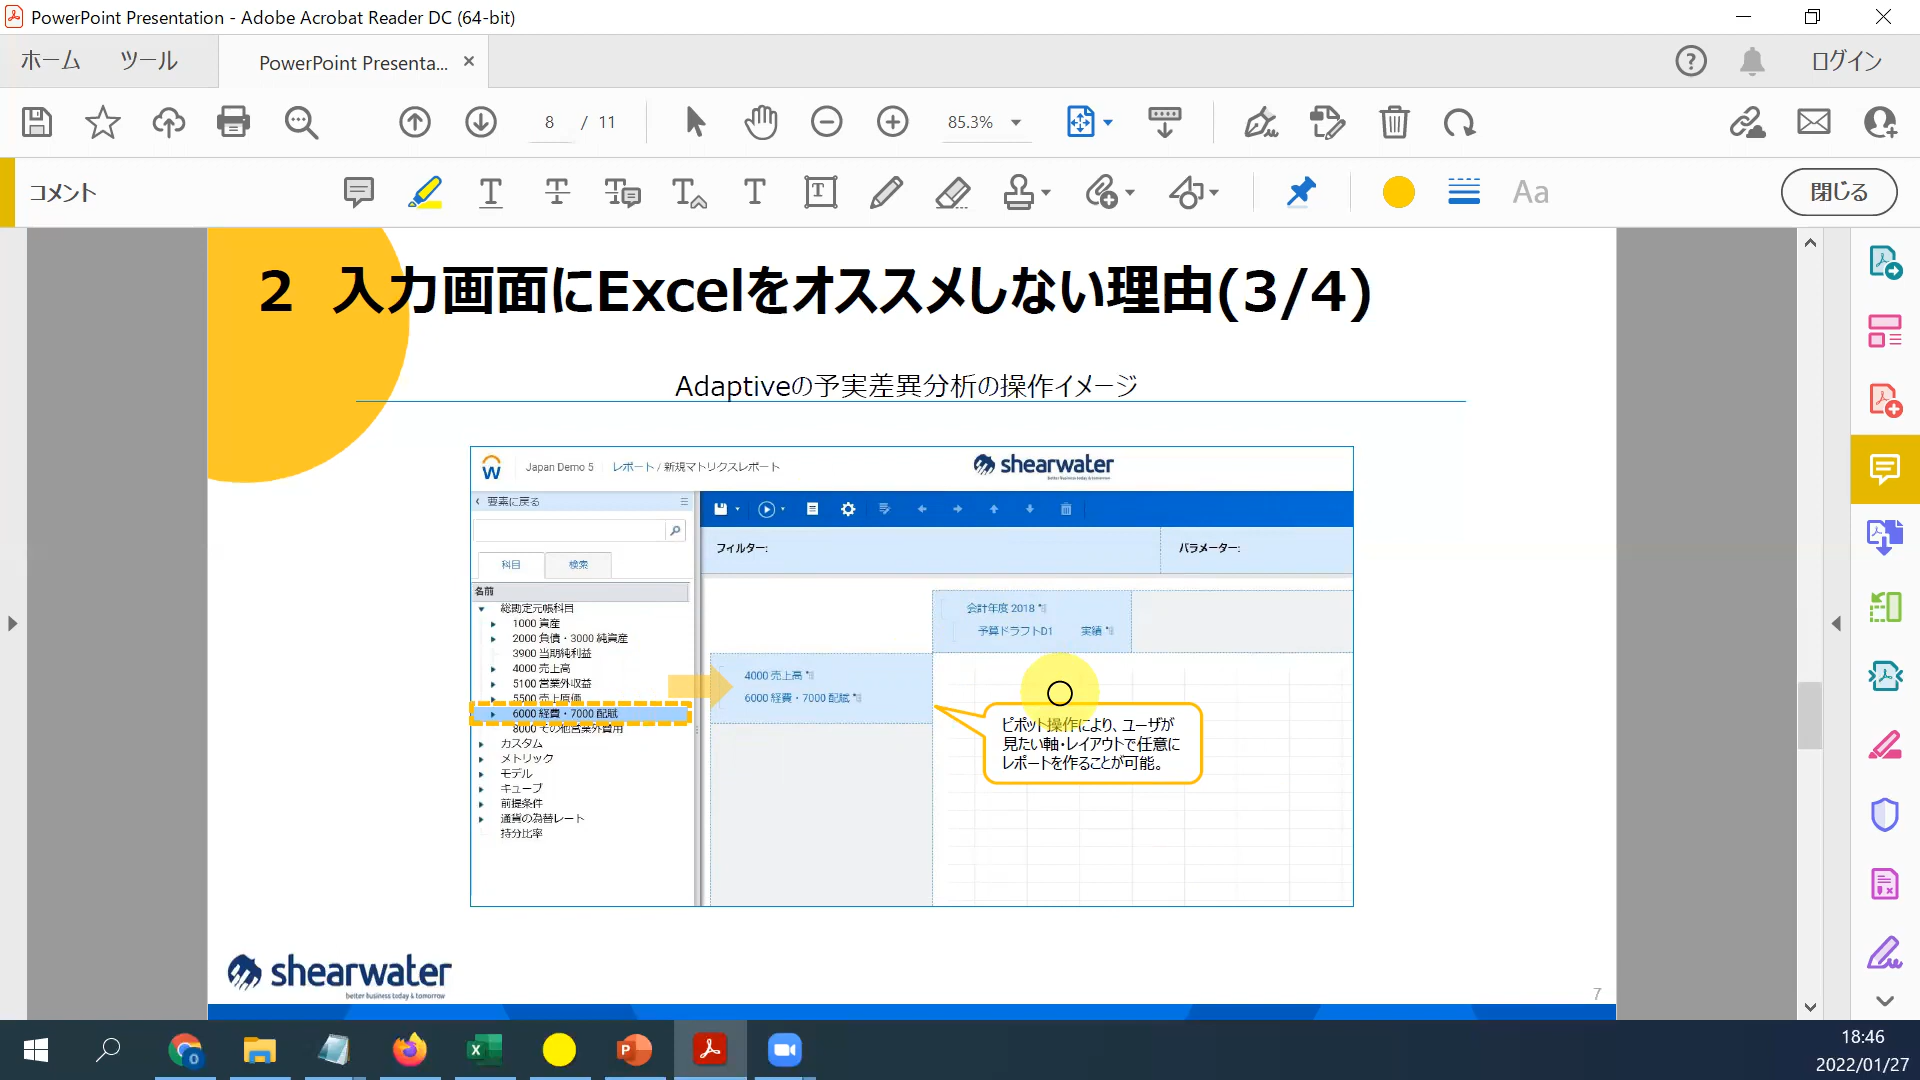 PowerPoint Presentation - Adobe Acrobat Reader DC (64-bit)
ホーム
ツール
PowerPoint Presenta...
ログイン
8 / 11
85.3%
コメント
Aa
閉じる
2 入力画面にExcelをオススメしない理由(3/4)
Adaptiveの予実差異分析の操作イメージ
Japan Demo 5
レポート / 新規マトリクスレポート
shearwater
better business today & tomorrow
要素に戻る
フィルター:
パラメーター:
科目
検索
名前
総勘定元帳科目
1000 資産
2000 負債・3000 純資産
3900 当期純利益
4000 売上高
5100 営業外収益
5500 売上原価
6000 経費・7000 配賦
8000 その他営業外費用
カスタム
メトリック
モデル
キューブ
前提条件
通貨の為替レート
持分比率
会計年度 2018
予算ドラフトD1
実績
4000 売上高
6000 経費・7000 配賦
ピボット操作により、ユーザが
見たい軸・レイアウトで任意に
レポートを作ることが可能。
shearwater
better business today & tomorrow
7
18:46
2022/01/27